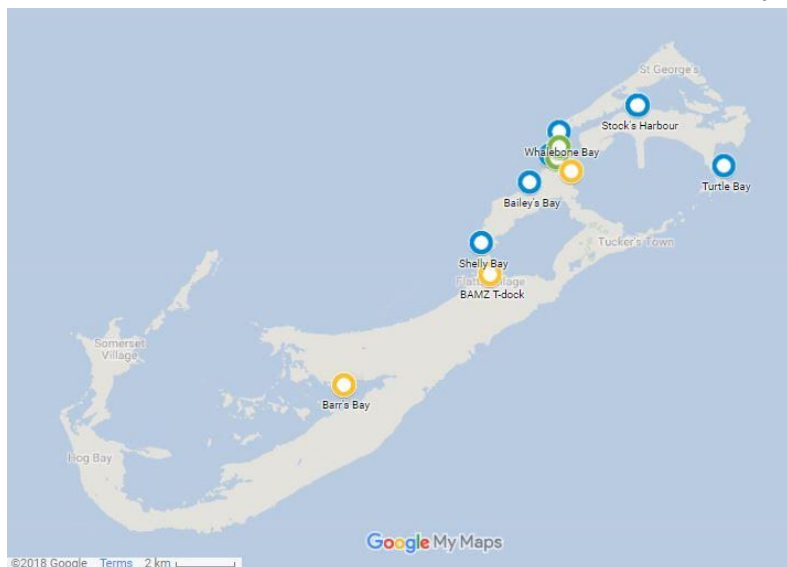 St George's
Stock's Harbour
Whalebone Bay
Turtle Bay
Bailey's Bay
Tucker's Town
Shelly Bay
Flatts Village
BAMZ T-dock
Somerset
Village
Barr's Bay
Hog Bay
Google My Maps
©2018 Google Terms 2 km